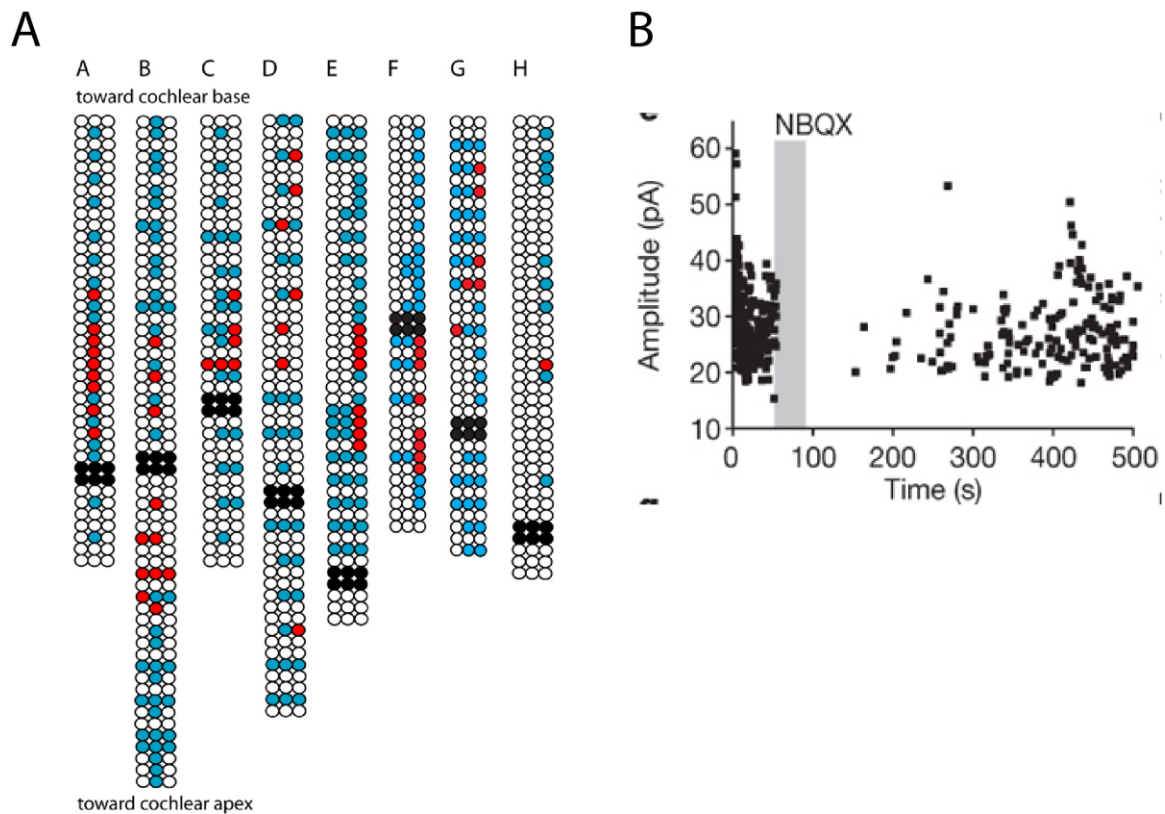 A
B
A B C D E F G H
toward cochlear base
toward cochlear apex
NBQX
Amplitude (pA)
60
50
40
30
20
10
0 100 200 300 400 500
Time (s)